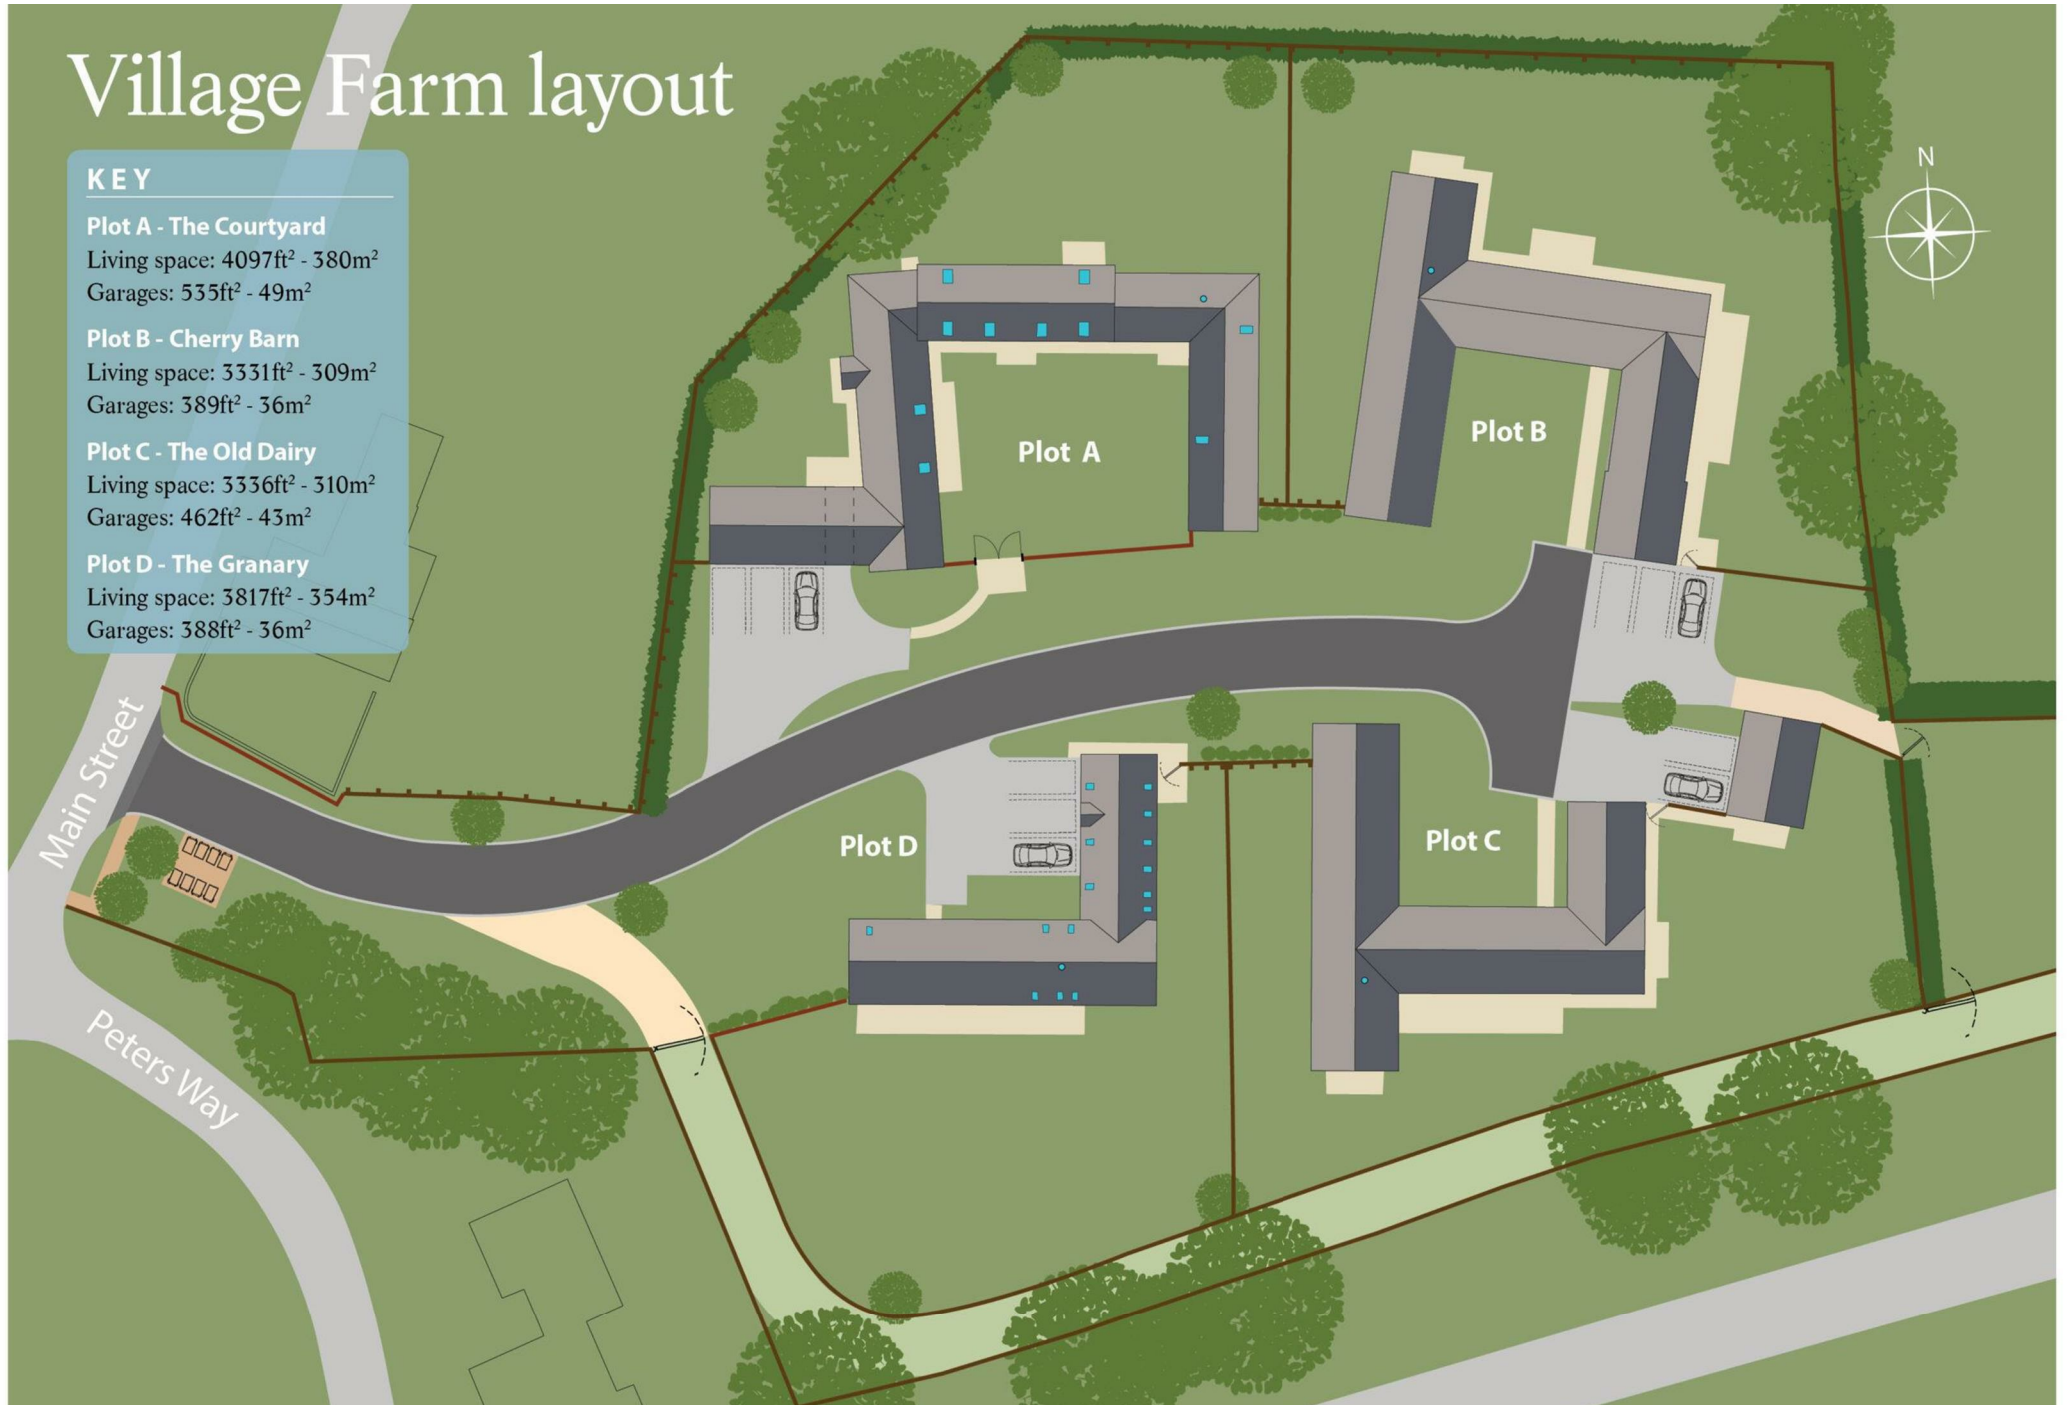 Village Farm layout
KEY
Plot A - The Courtyard
Living space: 4097ft² - 380m²
Garages: 535ft² - 49m²
Plot B - Cherry Barn
Living space: 3331ft² - 309m²
Garages: 389ft² - 36m²
Plot C - The Old Dairy
Living space: 3336ft² - 310m²
Garages: 462ft² - 43m²
Plot D - The Granary
Living space: 3817ft² - 354m²
Garages: 388ft² - 36m²
N
Plot A
Plot B
Plot D
Plot C
Main Street
Peters Way